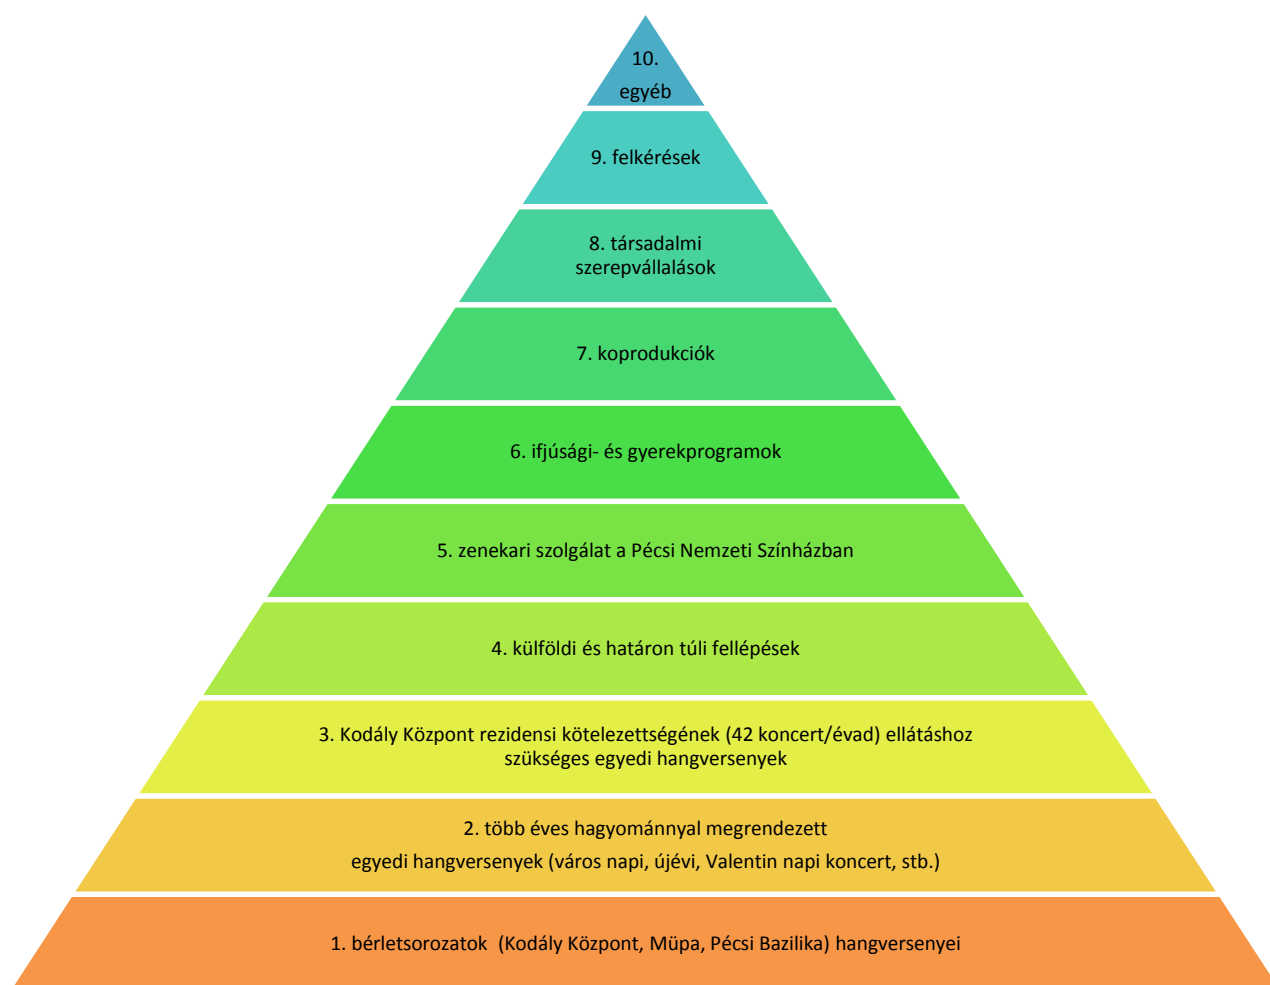 10.
egyéb
9. felkérések
8. társadalmi
szerepvállalások
7. koprodukciók
6. ifjúsági- és gyerekprogramok
5. zenekari szolgálat a Pécsi Nemzeti Színházban
4. külföldi és határon túli fellépések
3. Kodály Központ rezidensi kötelezettségének (42 koncert/évad) ellátáshoz
szükséges egyedi hangversenyek
2. több éves hagyománnyal megrendezett
egyedi hangversenyek (város napi, újévi, Valentin napi koncert, stb.)
1. bérletsorozatok  (Kodály Központ, Müpa, Pécsi Bazilika) hangversenyei